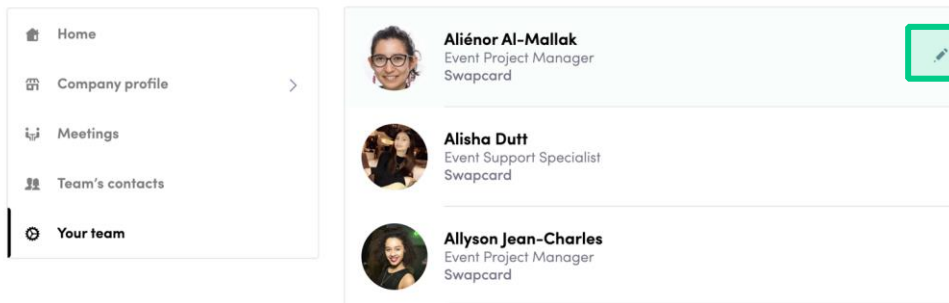 Home
Company profile
Meetings
Team's contacts
Your team
Aliénor Al-Mallak
Event Project Manager
Swapcard
Alisha Dutt
Event Support Specialist
Swapcard
Allyson Jean-Charles
Event Project Manager
Swapcard